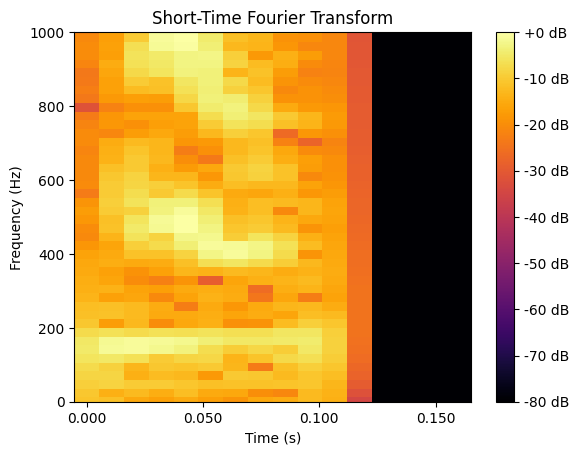 Short-Time Fourier Transform
1000
800
600
400
200
0
Frequency (Hz)
0.000
0.050
0.100
0.150
Time (s)
+0 dB
-10 dB
-20 dB
-30 dB
-40 dB
-50 dB
-60 dB
-70 dB
-80 dB